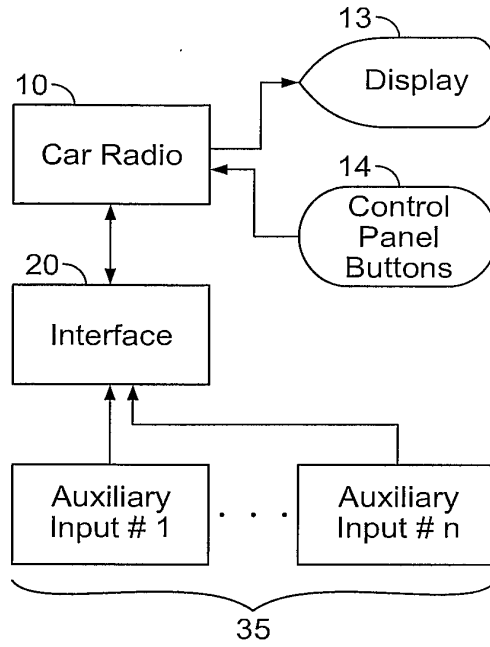 13
Display
10
Car Radio
14
Control
Panel
Buttons
20
Interface
Auxiliary
Input # 1
. . .
Auxiliary
Input # n
35